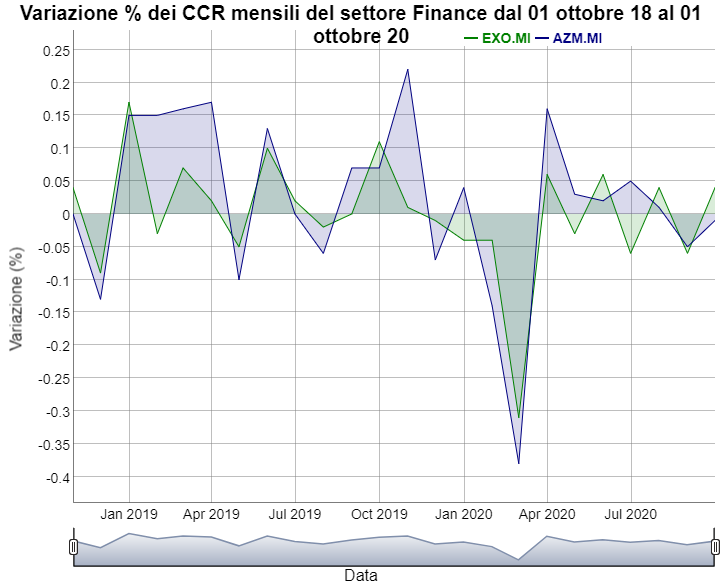 Variazione % dei CCR mensili del settore Finance dal 01 ottobre 18 al 01
ottobre 20
EXO.MI AZM.MI
0.25
0.2
0.15
0.1
0.05
0
-0.05
-0.1
-0.15
-0.2
-0.25
-0.3
-0.35
-0.4
Variazione (%)
Jan 2019 Apr 2019 Jul 2019 Oct 2019 Jan 2020 Apr 2020 Jul 2020
Data